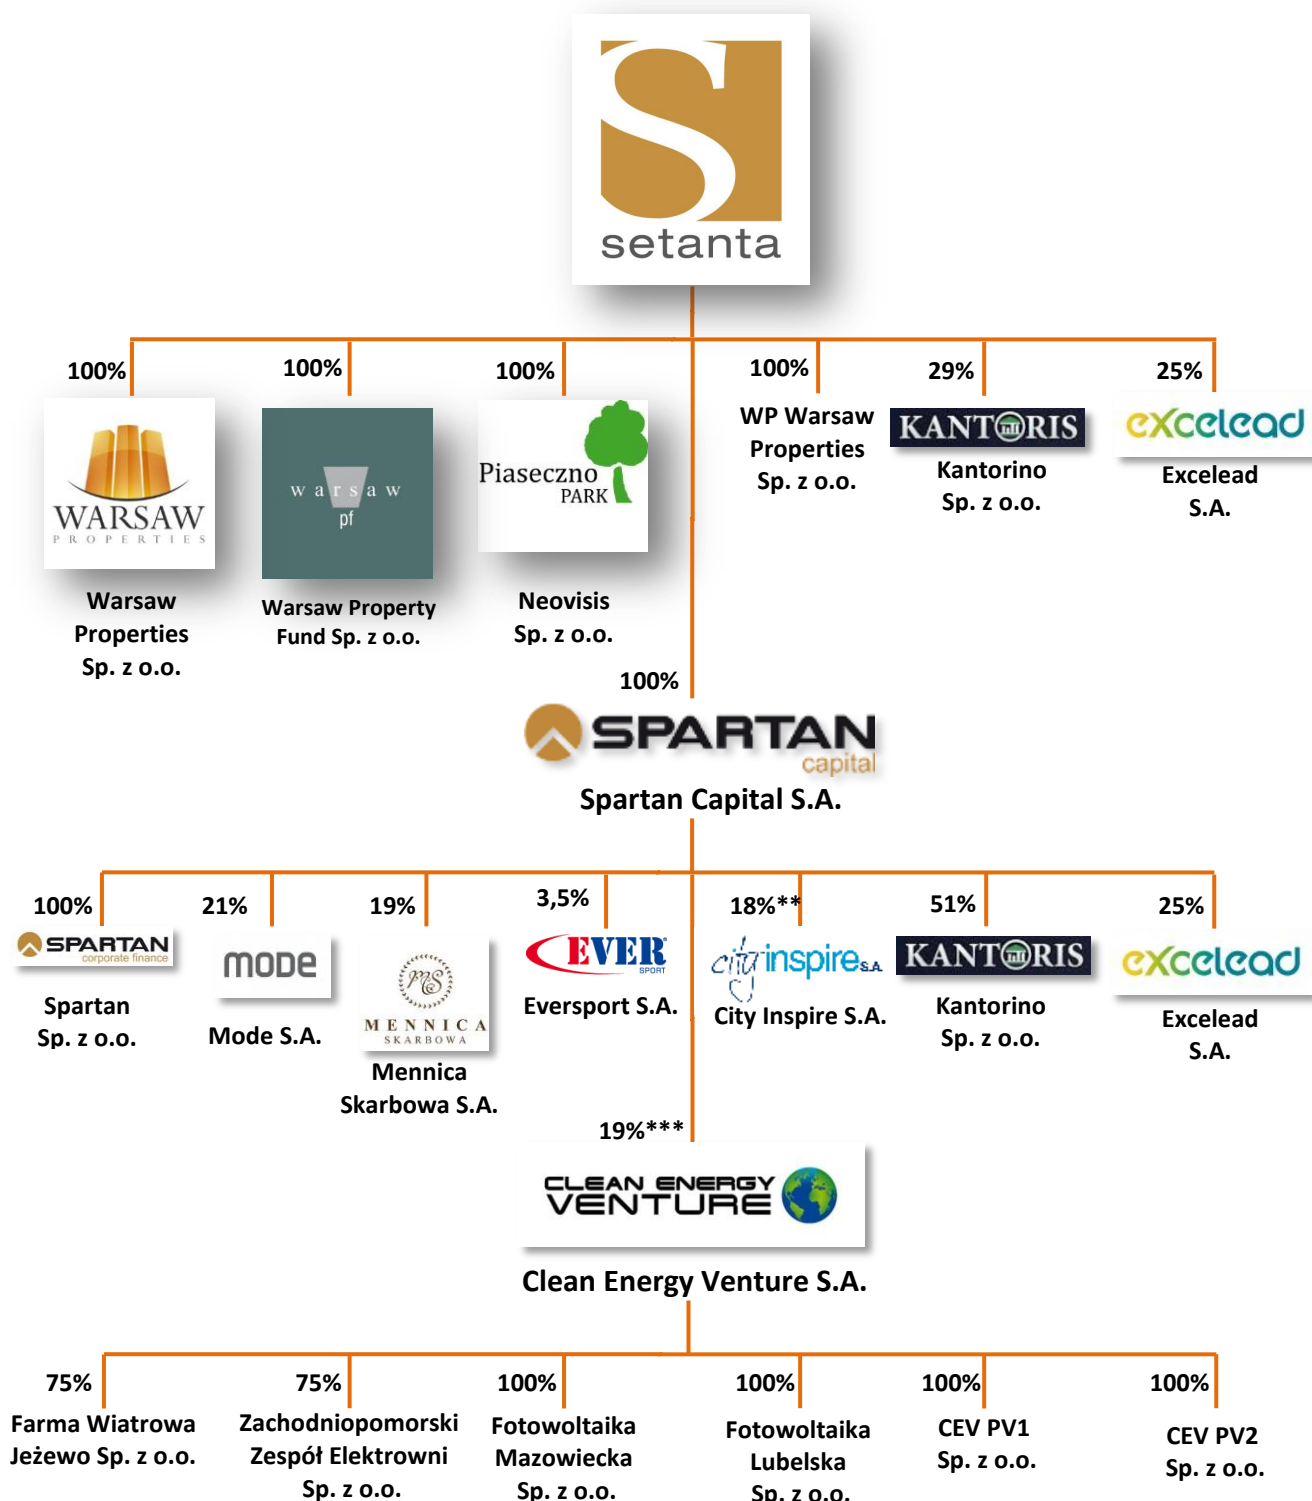 S
setanta
100%
100%
100%
100%
29%
25%
WARSAW
PROPERTIES
Warsaw
Properties
Sp. z o.o.
warsaw
pf
Warsaw Property
Fund Sp. z o.o.
Piaseczno
PARK
Neovisis
Sp. z o.o.
WP Warsaw
Properties
Sp. z o.o.
KANTORIS
Kantorino
Sp. z o.o.
excelead
Excelead
S.A.
100%
SPARTAN
capital
Spartan Capital S.A.
100%
21%
19%
3,5%
18%**
51%
25%
SPARTAN
corporate finance
Spartan
Sp. z o.o.
MODE
Mode S.A.
MS
MENNICA
SKARBOWA
Mennica
Skarbowa S.A.
EVER
SPORT
Eversport S.A.
city inspire S.A.
City Inspire S.A.
KANTORIS
Kantorino
Sp. z o.o.
excelead
Excelead
S.A.
19%***
CLEAN ENERGY
VENTURE
Clean Energy Venture S.A.
75%
75%
100%
100%
100%
100%
Farma Wiatrowa
Jeżewo Sp. z o.o.
Zachodniopomorski
Zespół Elektrowni
Sp. z o.o.
Fotowoltaika
Mazowiecka
Sp. z o.o.
Fotowoltaika
Lubelska
Sp. z o.o.
CEV PV1
Sp. z o.o.
CEV PV2
Sp. z o.o.